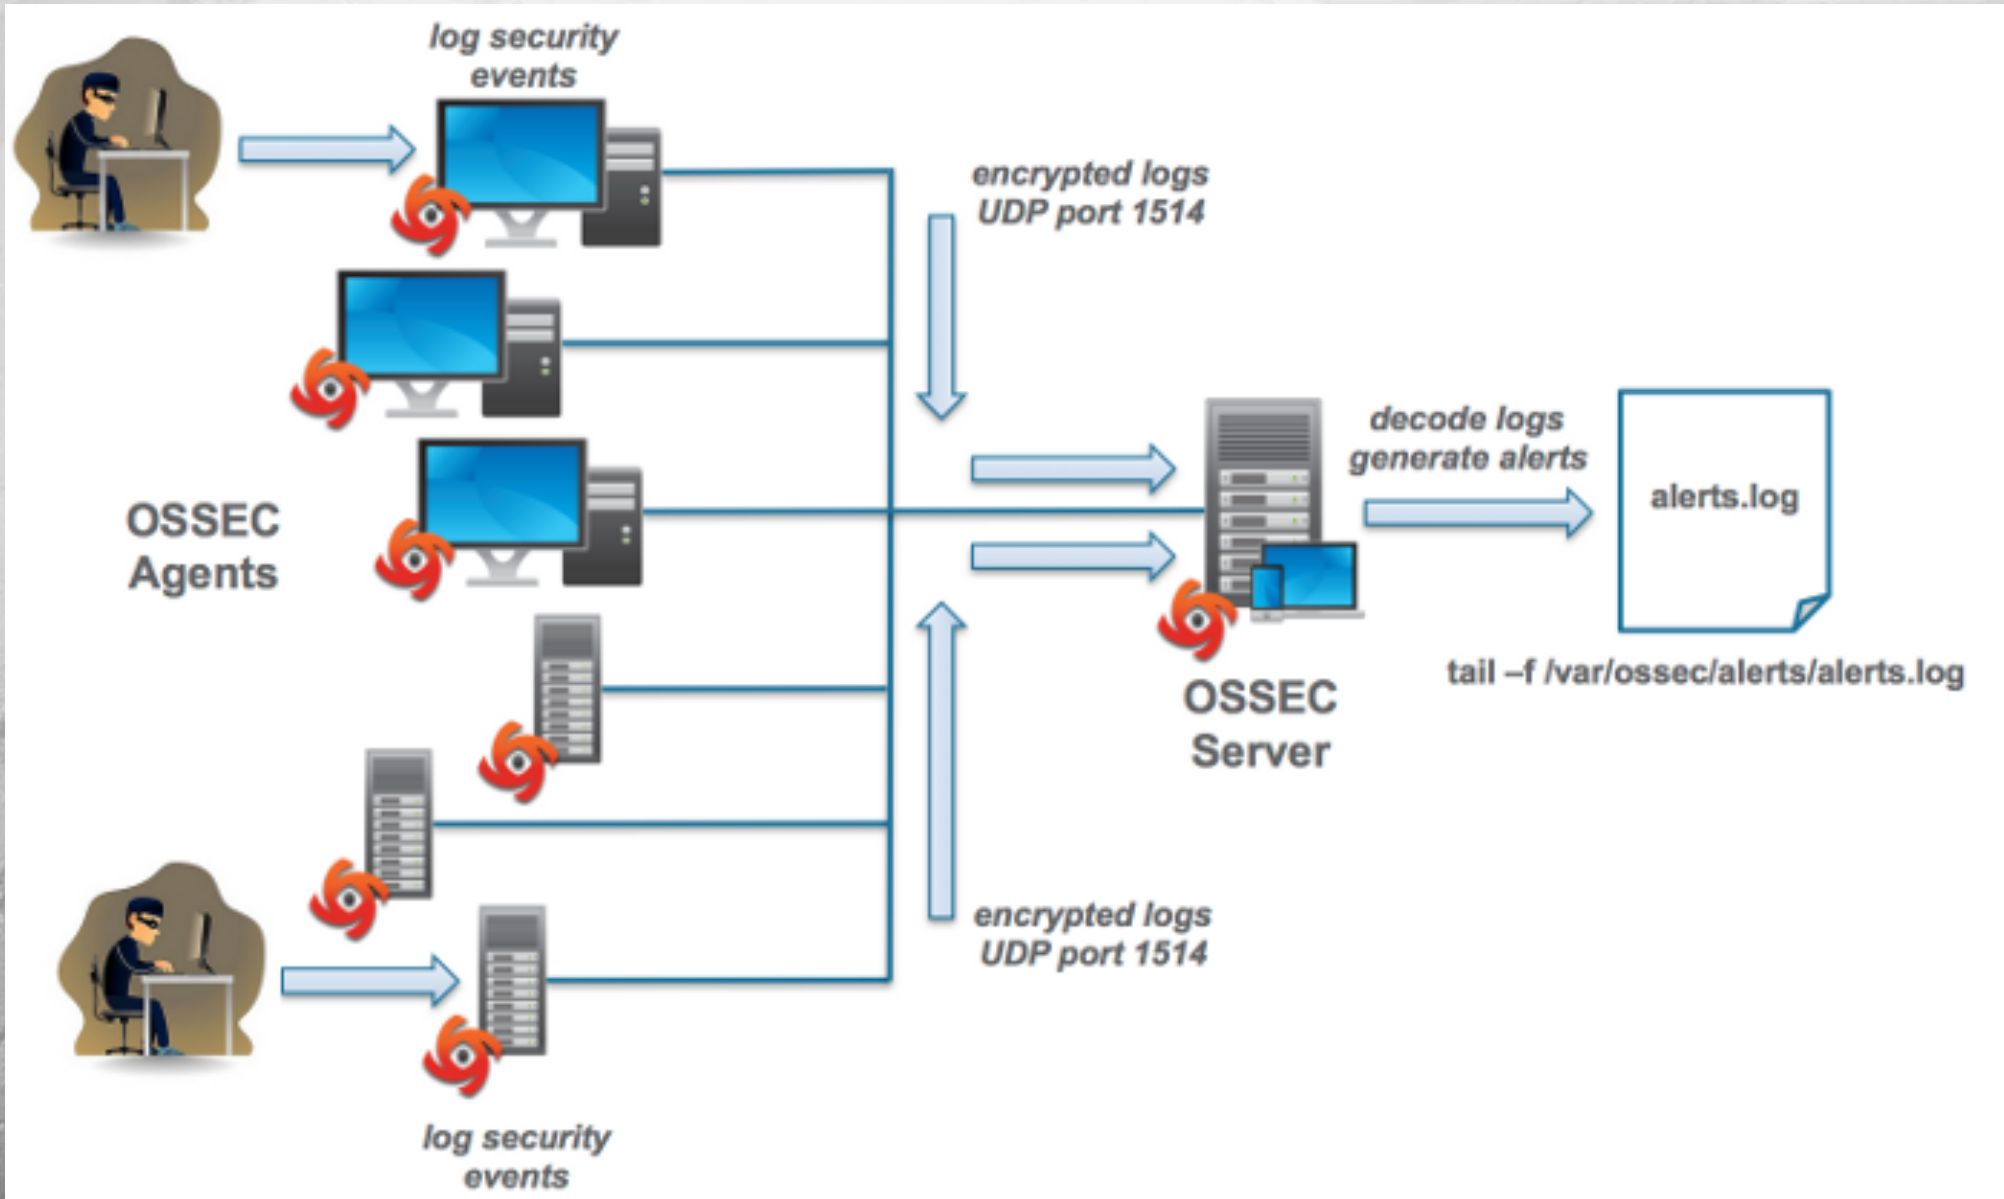 log security
events
encrypted logs
UDP port 1514
decode logs
generate alerts
alerts.log
OSSEC
Agents
tail –f /var/ossec/alerts/alerts.log
OSSEC
Server
encrypted logs
UDP port 1514
log security
events